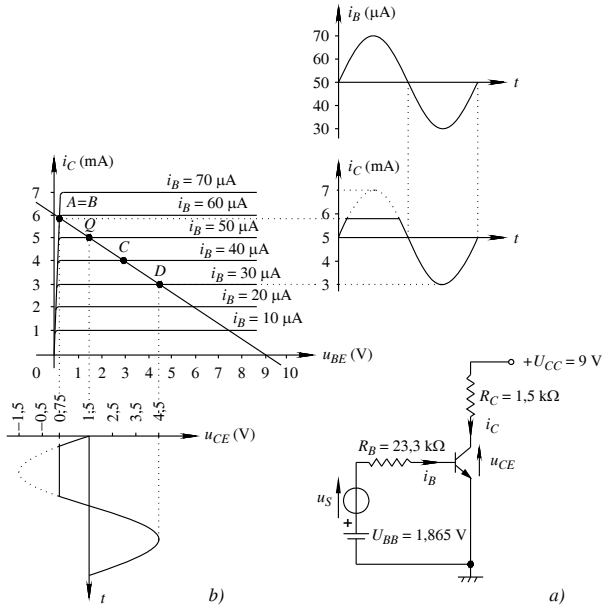 i_B (μA)
70
60
50
40
30
t
i_C (mA)
7
6
5
4
3
t
i_C (mA)
7
6
5
4
3
2
1
A=B
Q
C
D
i_B = 70 μA
i_B = 60 μA
i_B = 50 μA
i_B = 40 μA
i_B = 30 μA
i_B = 20 μA
i_B = 10 μA
0 1 2 3 4 5 6 7 8 9 10
u_BE (V)
−1,5 −0,5 0,75 1,5 2,5 3,5 4,5
u_CE (V)
t
b)
+U_CC = 9 V
R_C = 1,5 kΩ
i_C
R_B = 23,3 kΩ
u_CE
i_B
u_S
+
U_BB = 1,865 V
a)